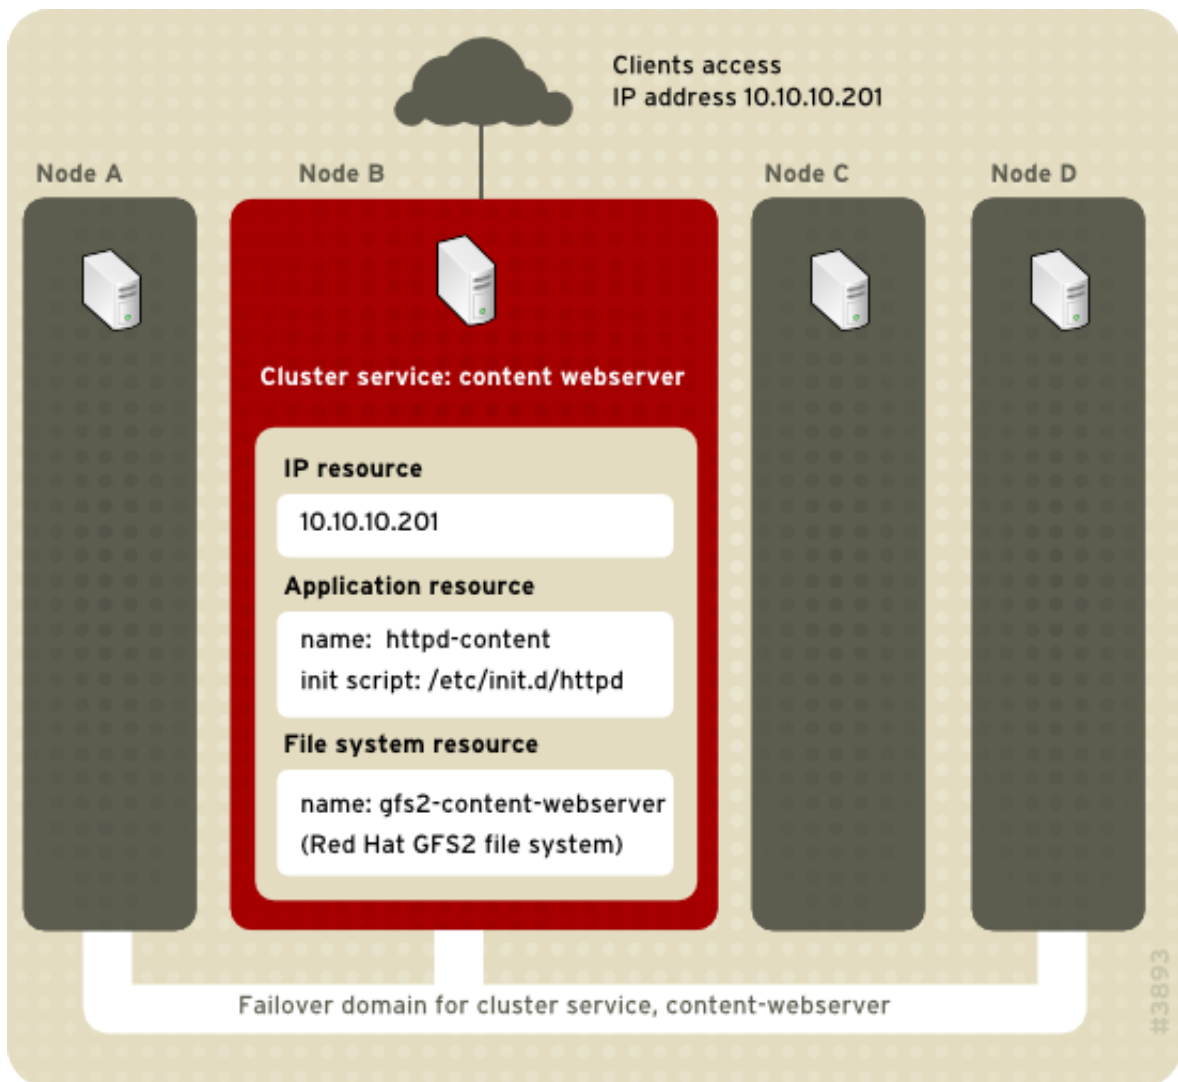 Clients access
IP address 10.10.10.201
Node A
Node B
Node C
Node D
Cluster service: content webserver
IP resource
10.10.10.201
Application resource
name: httpd-content
init script: /etc/init.d/httpd
File system resource
name: gfs2-content-webserver
(Red Hat GFS2 file system)
Failover domain for cluster service, content-webserver
#3893